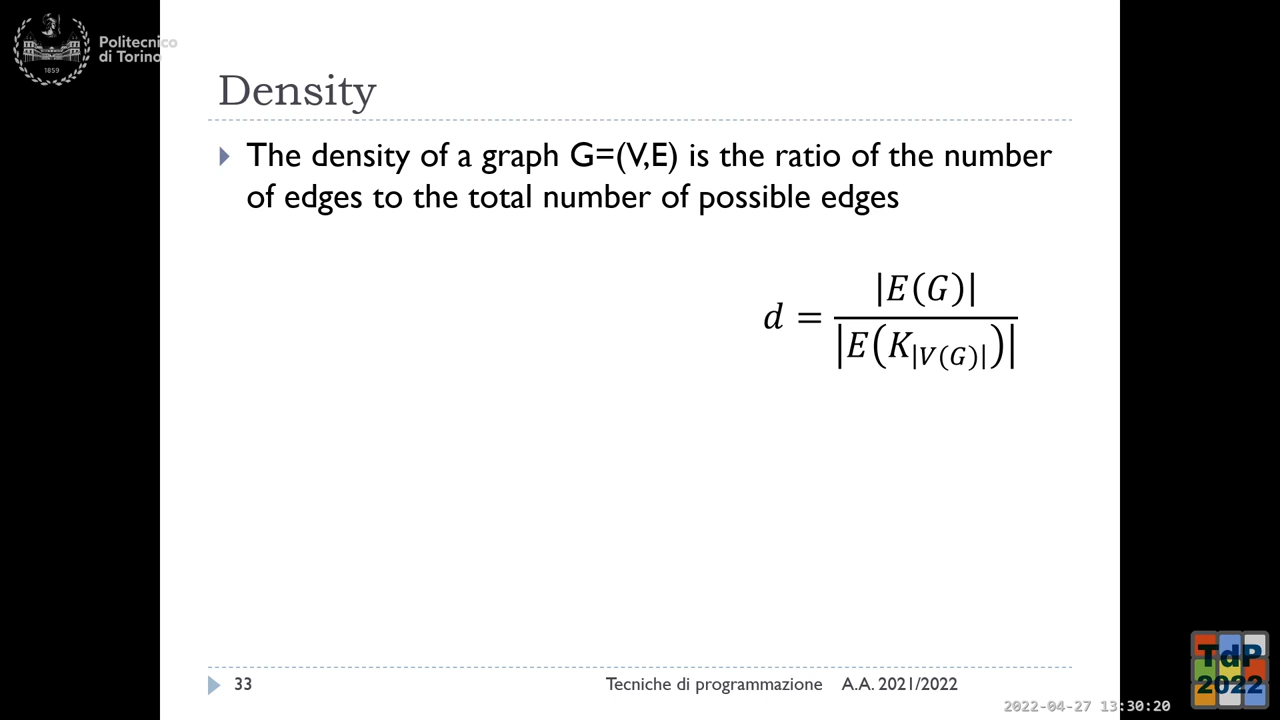 Politecnico
di Torino
1859
Density
The density of a graph G=(V,E) is the ratio of the number
of edges to the total number of possible edges
d = |E(G)| / |E(K_{|V(G)|})|
33
Tecniche di programmazione A.A. 2021/2022
TdP
2022
2022-04-27 13:30:20